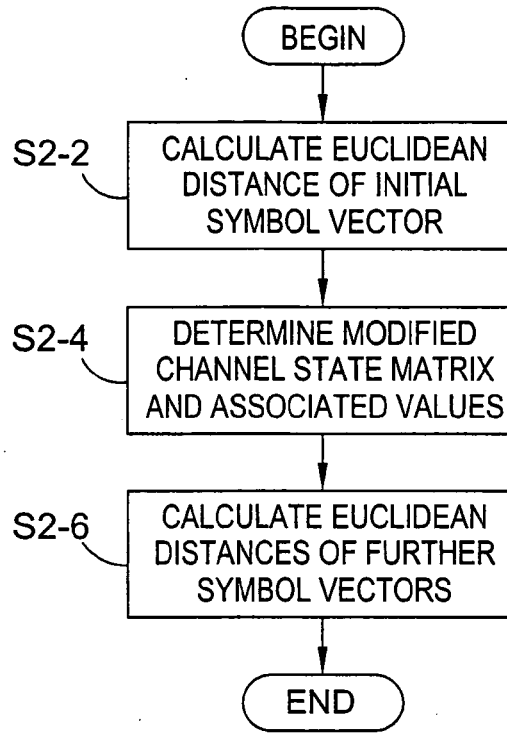 BEGIN
S2-2
CALCULATE EUCLIDEAN
DISTANCE OF INITIAL
SYMBOL VECTOR
S2-4
DETERMINE MODIFIED
CHANNEL STATE MATRIX
AND ASSOCIATED VALUES
S2-6
CALCULATE EUCLIDEAN
DISTANCES OF FURTHER
SYMBOL VECTORS
END